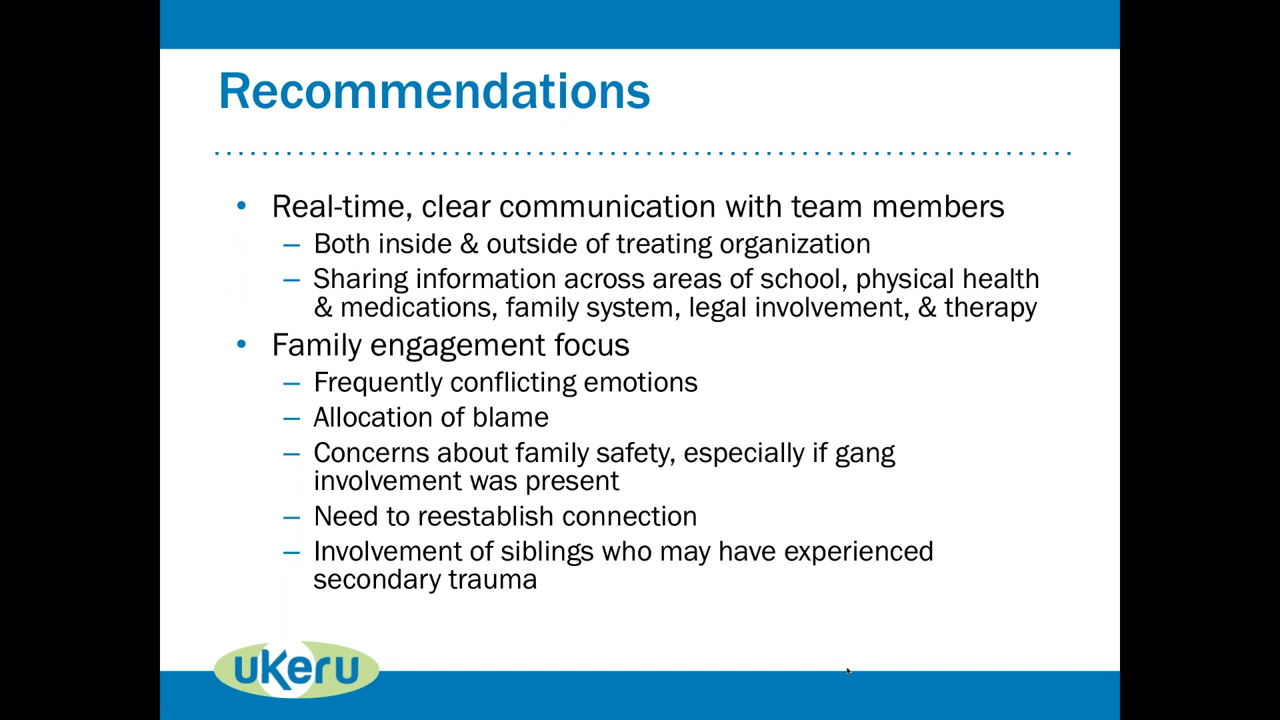 Recommendations
• Real-time, clear communication with team members
– Both inside & outside of treating organization
– Sharing information across areas of school, physical health
& medications, family system, legal involvement, & therapy
• Family engagement focus
– Frequently conflicting emotions
– Allocation of blame
– Concerns about family safety, especially if gang
involvement was present
– Need to reestablish connection
– Involvement of siblings who may have experienced
secondary trauma
ukeru